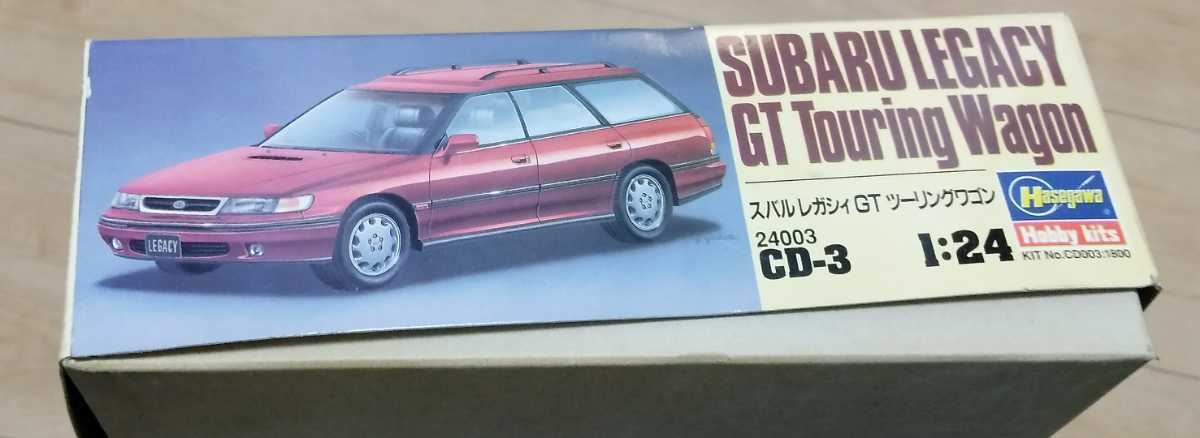 SUBARU LEGACY
GT Touring Wagon
スバル レガシィ GT ツーリングワゴン
24003
CD-3
1:24
Hasegawa
Hobby kits
KIT No.CD003:1800
LEGACY